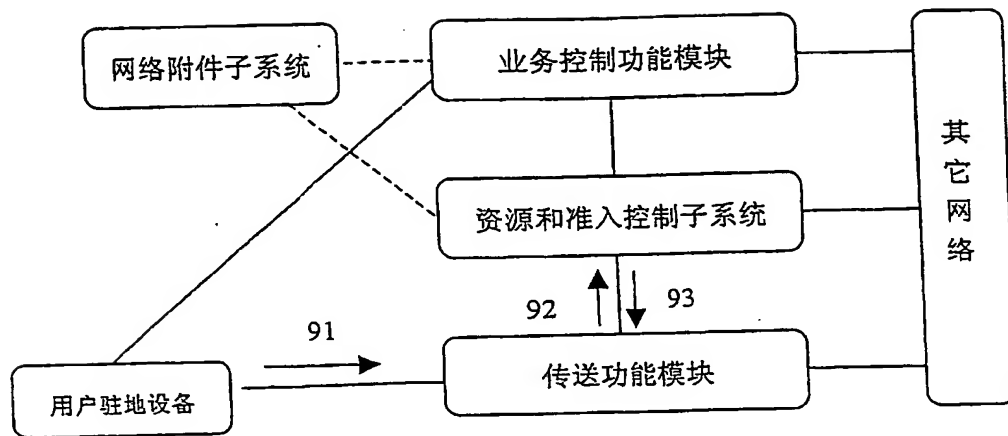 网络附件子系统
业务控制功能模块
其它网络
资源和准入控制子系统
92
93
91
传送功能模块
用户驻地设备